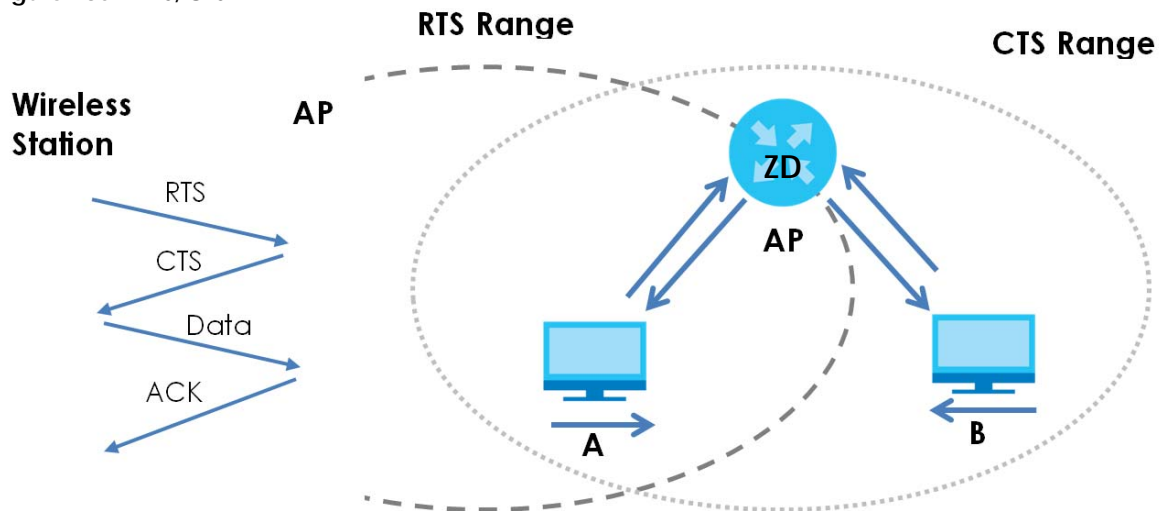 RTS Range
CTS Range
Wireless
Station
AP
RTS
CTS
Data
ACK
ZD
AP
A
B